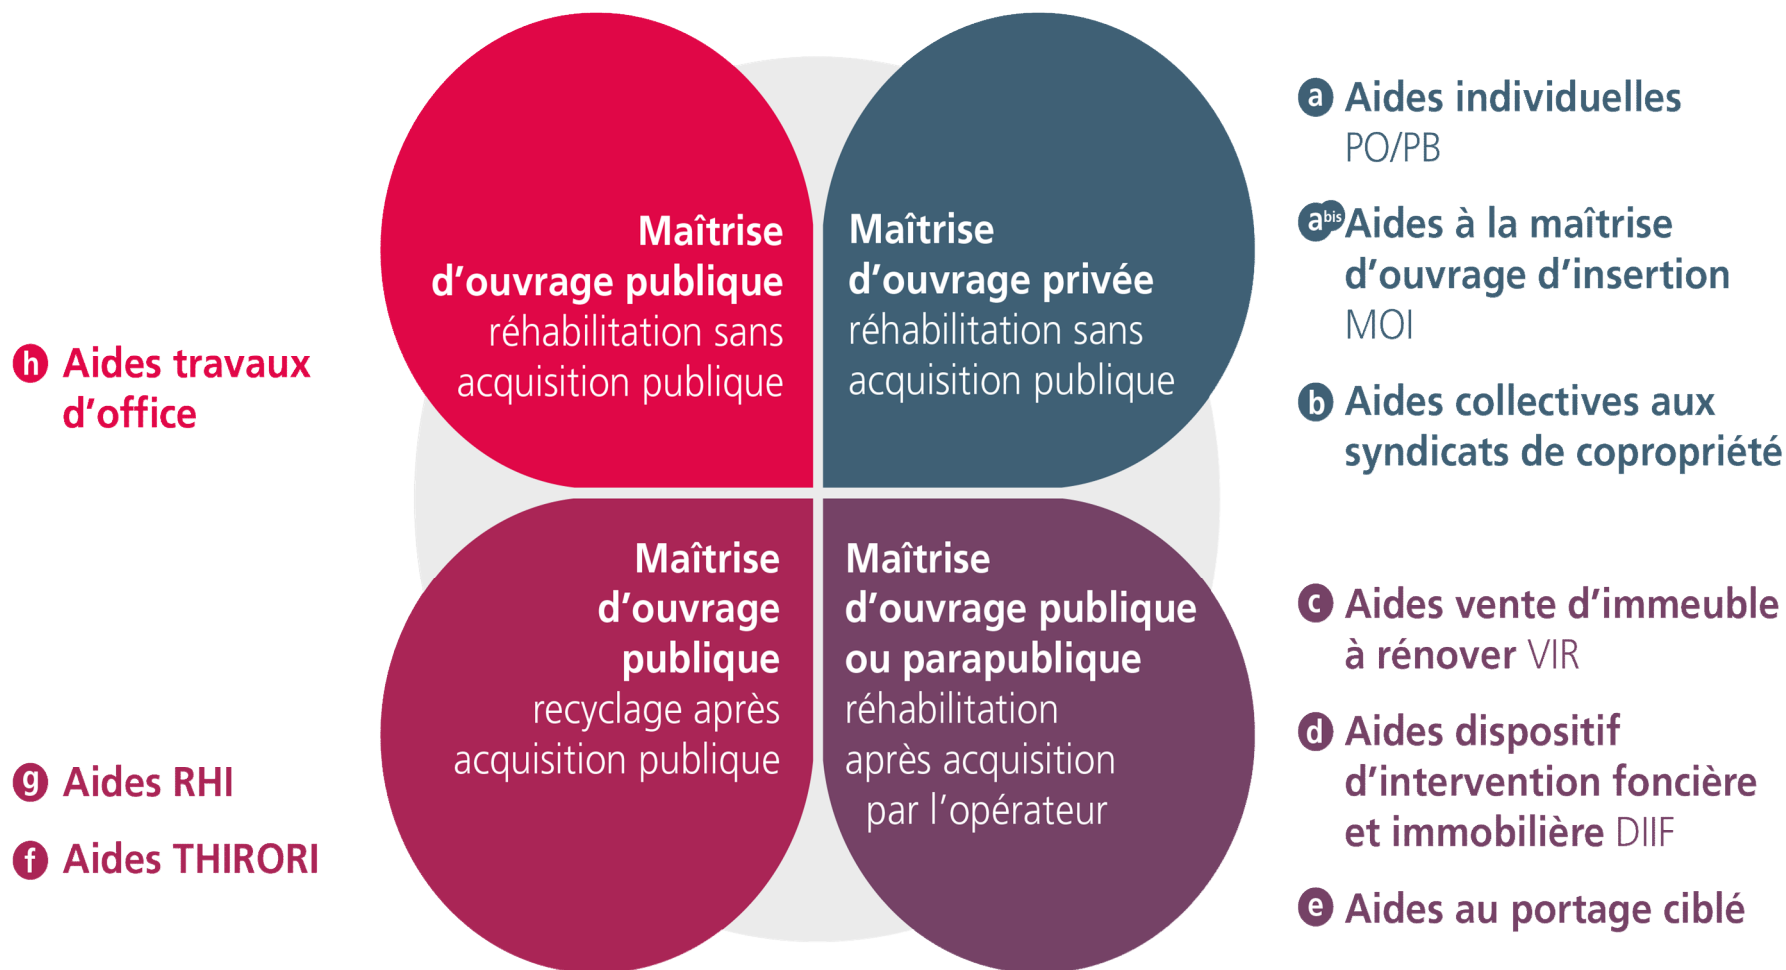 Maîtrise
d'ouvrage publique
réhabilitation sans
acquisition publique
h Aides travaux
d'office
Maîtrise
d'ouvrage privée
réhabilitation sans
acquisition publique
a Aides individuelles
PO/PB
a bis Aides à la maîtrise
d'ouvrage d'insertion
MOI
b Aides collectives aux
syndicats de copropriété
Maîtrise
d'ouvrage
publique
recyclage après
acquisition publique
g Aides RHI
f Aides THIRORI
Maîtrise
d'ouvrage publique
ou parapublique
réhabilitation
après acquisition
par l'opérateur
c Aides vente d'immeuble
à rénover VIR
d Aides dispositif
d'intervention foncière
et immobilière DIIF
e Aides au portage ciblé